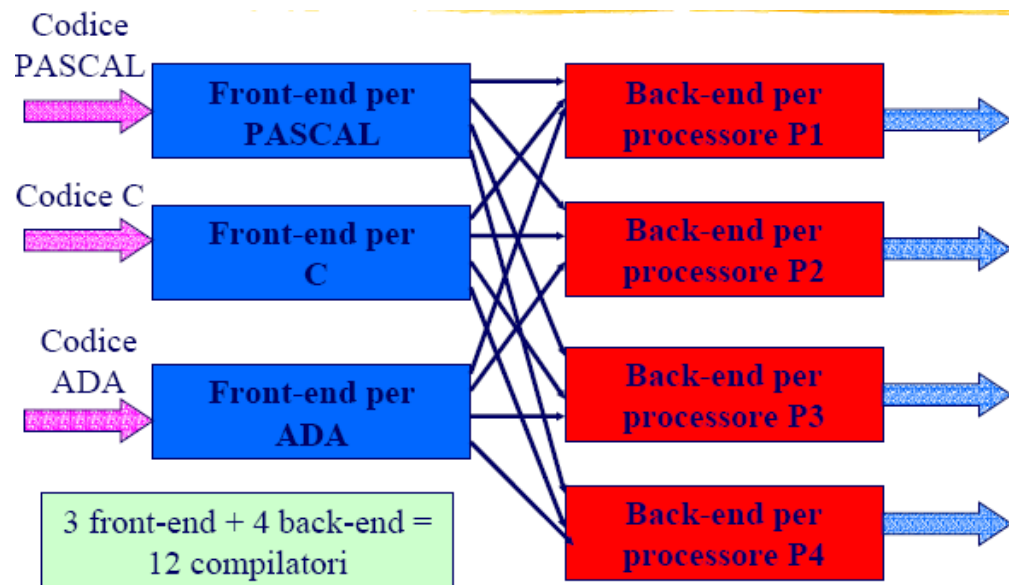 Codice
PASCAL
Front-end per
PASCAL
Back-end per
processore P1
Codice C
Front-end per
C
Back-end per
processore P2
Codice
ADA
Front-end per
ADA
Back-end per
processore P3
3 front-end + 4 back-end =
12 compilatori
Back-end per
processore P4